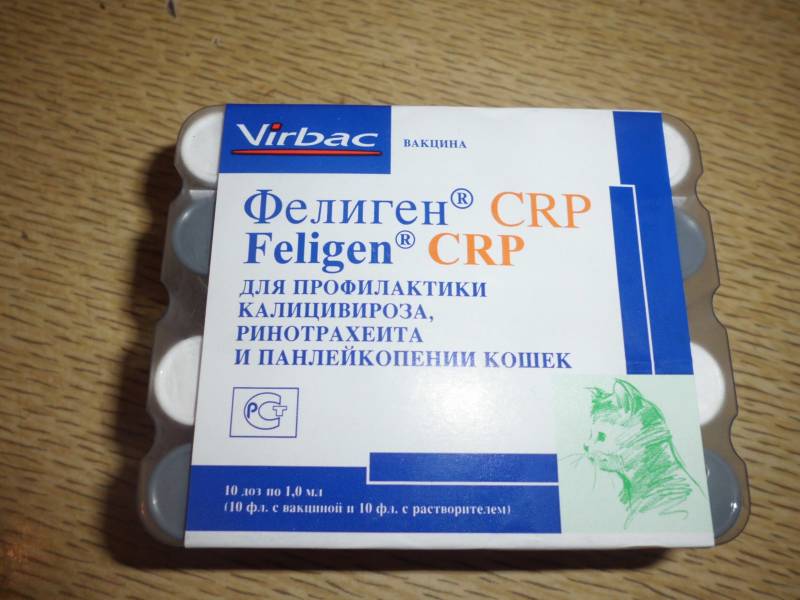 Virbac
ВАКЦИНА
Фелиген® CRP
Feligen® CRP
ДЛЯ ПРОФИЛАКТИКИ
КАЛИЦИВИРОЗА,
РИНОТРАХЕИТА
И ПАНЛЕЙКОПЕНИИ КОШЕК
РСТ
10 доз по 1,0 мл
(10 фл. с вакциной и 10 фл. с растворителем)